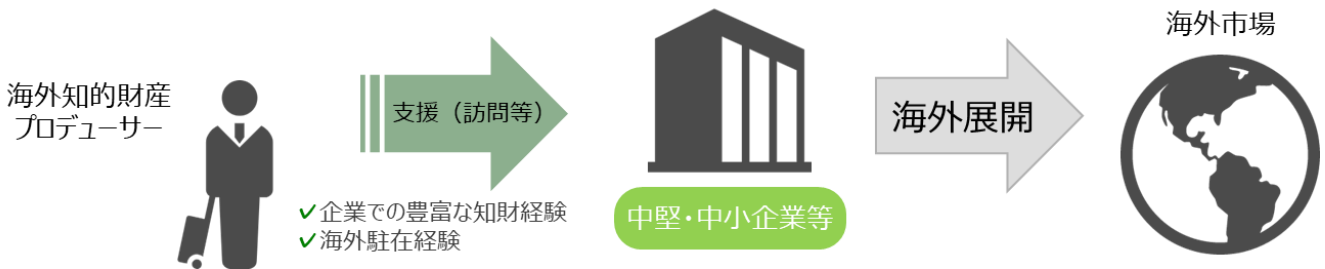 海外知的財産
プロデューサー
支援（訪問等）
✓企業での豊富な知財経験
✓海外駐在経験
中堅・中小企業等
海外展開
海外市場